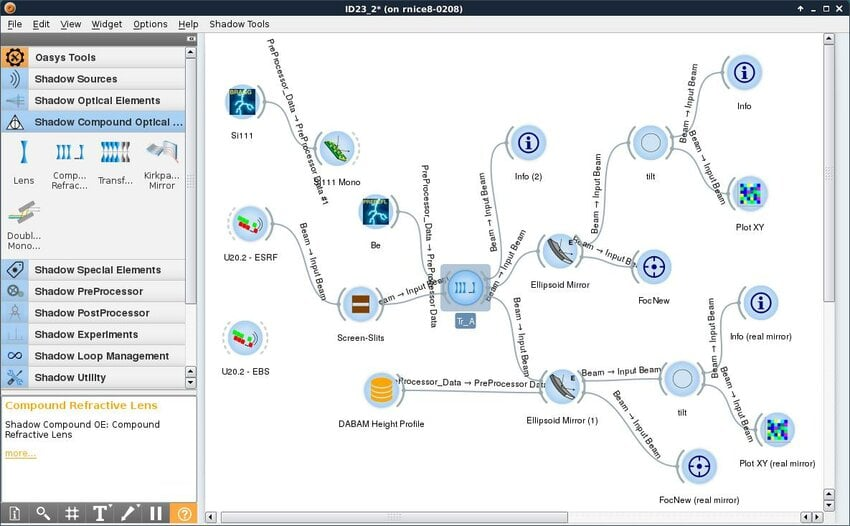 ID23_2* (on rnice8-0208)
File Edit View Widget Options Help Shadow Tools
Oasys Tools
Shadow Sources
Shadow Optical Elements
Shadow Compound Optical ...
Lens
Comp...
Refrac...
Transf...
Kirkpa...
Mirror
Doubl...
Mono...
Shadow Special Elements
Shadow PreProcessor
Shadow PostProcessor
Shadow Experiments
Shadow Loop Management
Shadow Utility
Compound Refractive Lens
Shadow Compound OE: Compound
Refractive Lens
more...
BRAGG
Si111
PreProcessor_Data → PreProcessor Data #1
Si111 Mono
PREREFL
Be
PreProcessor_Data → PreProcessor Data
U20.2 - ESRF
Beam → Input Beam
Screen-Slits
eam → Input Bea
U20.2 - EBS
Tr_A
Beam → Input Beam
Info (2)
Beam → Input Beam
E
Ellipsoid Mirror
Beam → Input Beam
tilt
Beam → Input Beam
Info
Beam → Input Beam
Plot XY
Beam → Input B
FocNew
Beam → Input Beam
DABAM Height Profile
Processor_Data → PreProcessor Data
E
Ellipsoid Mirror (1)
Beam → Input Beam
tilt
Beam → Input Beam
Info (real mirror)
Beam → Input Beam
Plot XY (real mirror)
Beam → Input Beam
FocNew (real mirror)